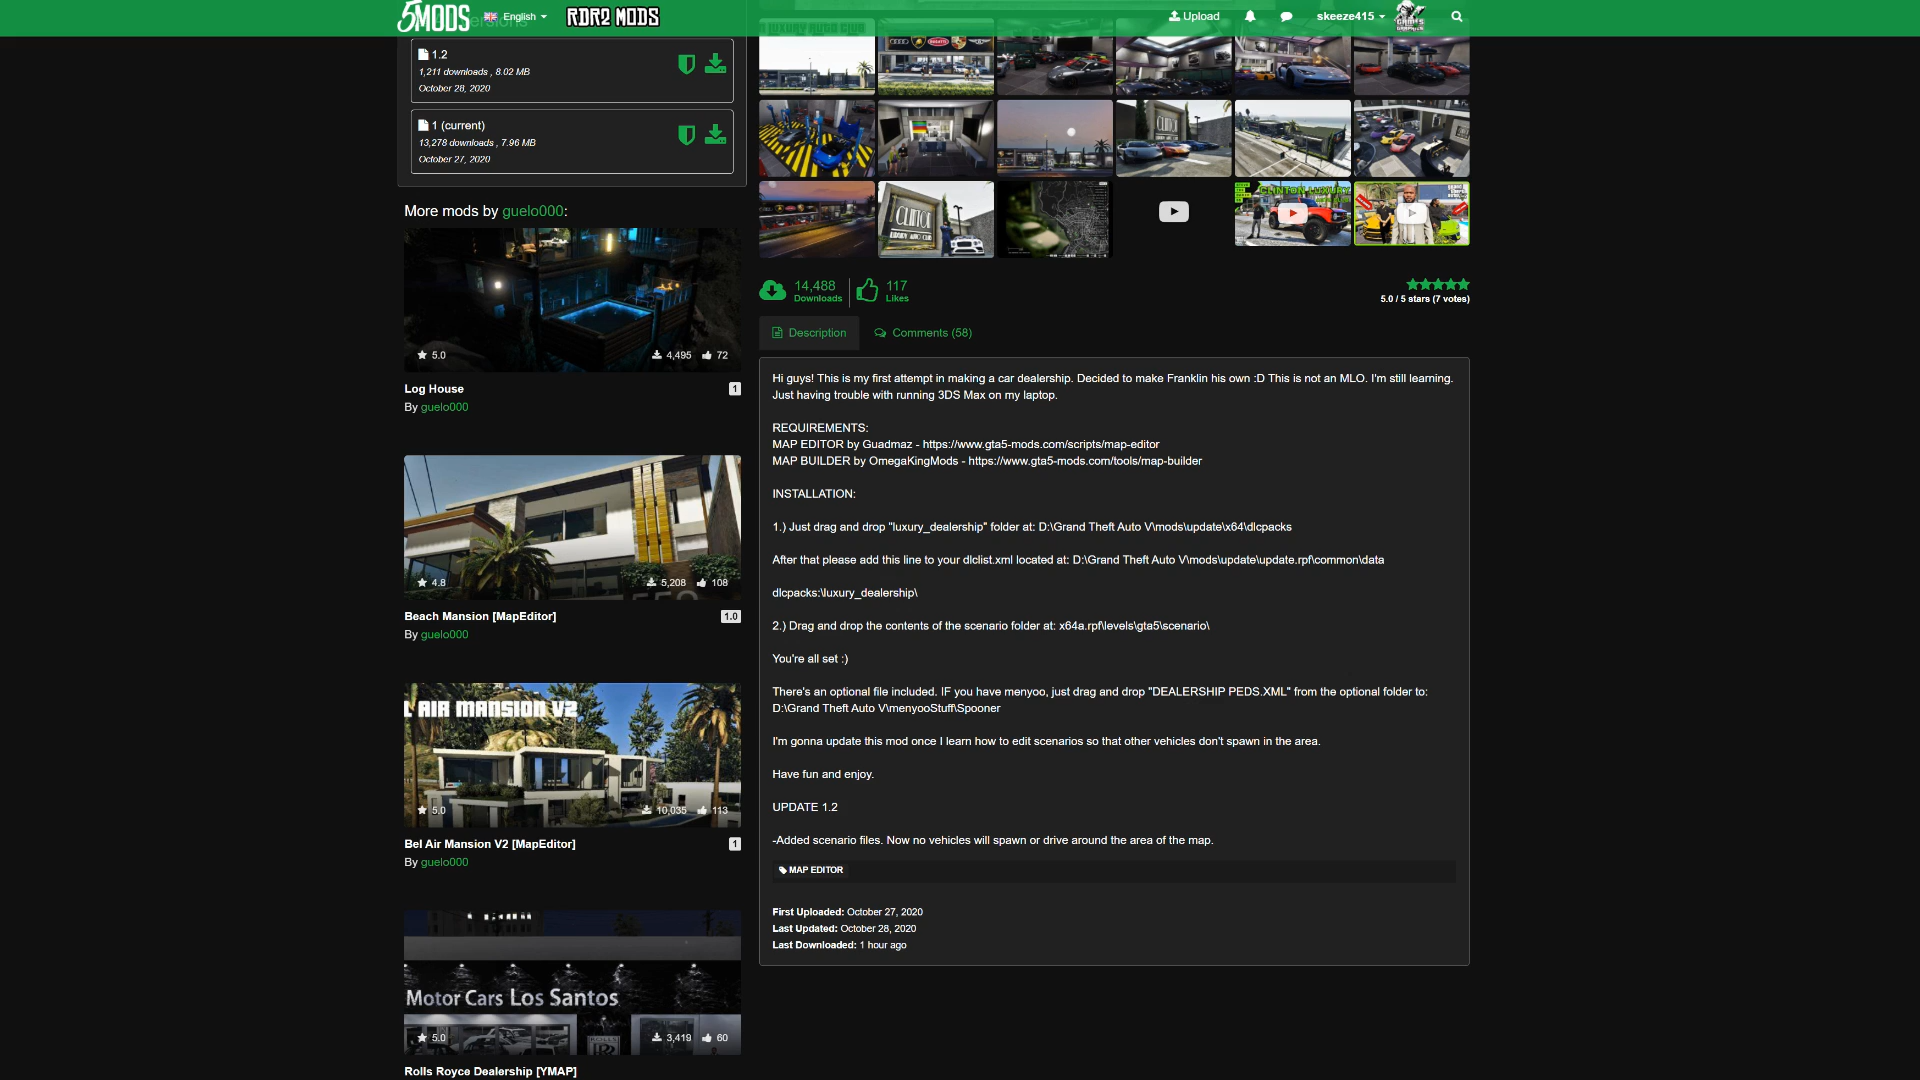 5MODS English RDR2 MODS Upload skeeze415
1.2
1,211 downloads , 8.02 MB
October 28, 2020
1 (current)
13,278 downloads , 7.96 MB
October 27, 2020
More mods by guelo000:
5.0 4,495 72
Log House 1
By guelo000
4.8 5,208 108
Beach Mansion [MapEditor] 1.0
By guelo000
L AIR MANSION V2
5.0 10,035 113
Bel Air Mansion V2 [MapEditor] 1
By guelo000
Motor Cars Los Santos
5.0 3,419 60
Rolls Royce Dealership [YMAP]
LUXURY AUTO CLUB
CLINTON
CLINTON LUXURY
14,488
Downloads
117
Likes
5.0 / 5 stars (7 votes)
Description Comments (58)
Hi guys! This is my first attempt in making a car dealership. Decided to make Franklin his own :D This is not an MLO. I'm still learning.
Just having trouble with running 3DS Max on my laptop.
REQUIREMENTS:
MAP EDITOR by Guadmaz - https://www.gta5-mods.com/scripts/map-editor
MAP BUILDER by OmegaKingMods - https://www.gta5-mods.com/tools/map-builder
INSTALLATION:
1.) Just drag and drop "luxury_dealership" folder at: D:\Grand Theft Auto V\mods\update\x64\dlcpacks
After that please add this line to your dlclist.xml located at: D:\Grand Theft Auto V\mods\update\update.rpf\common\data
dlcpacks:\luxury_dealership\
2.) Drag and drop the contents of the scenario folder at: x64a.rpf\levels\gta5\scenario\
You're all set :)
There's an optional file included. IF you have menyoo, just drag and drop "DEALERSHIP PEDS.XML" from the optional folder to:
D:\Grand Theft Auto V\menyooStuff\Spooner
I'm gonna update this mod once I learn how to edit scenarios so that other vehicles don't spawn in the area.
Have fun and enjoy.
UPDATE 1.2
-Added scenario files. Now no vehicles will spawn or drive around the area of the map.
MAP EDITOR
First Uploaded: October 27, 2020
Last Updated: October 28, 2020
Last Downloaded: 1 hour ago